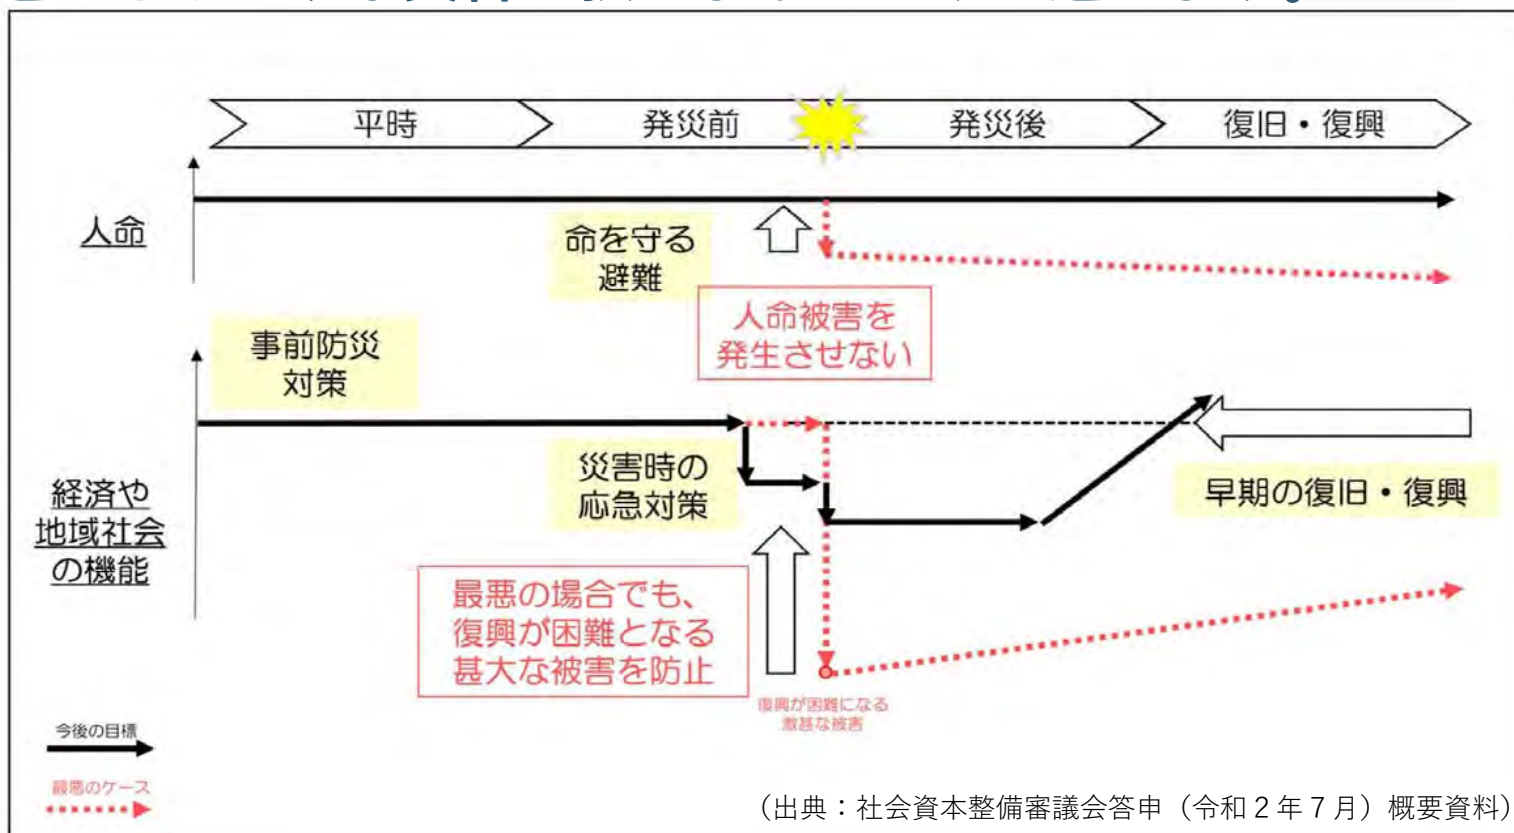 平時
発災前
発災後
復旧・復興
人命
命を守る
避難
人命被害を
発生させない
事前防災
対策
経済や
地域社会
の機能
災害時の
応急対策
早期の復旧・復興
最悪の場合でも、
復興が困難となる
甚大な被害を防止
復興が困難になる
激甚な被害
今後の目標
最悪のケース
（出典：社会資本整備審議会答申（令和２年７月）概要資料）